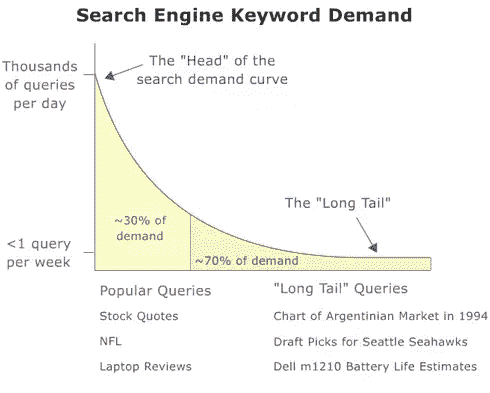 Search Engine Keyword Demand
Thousands
of queries
per day
The "Head" of the
search demand curve
~30% of
demand
The "Long Tail"
<1 query
per week
~70% of demand
Popular Queries
"Long Tail" Queries
Stock Quotes
Chart of Argentinian Market in 1994
NFL
Draft Picks for Seattle Seahawks
Laptop Reviews
Dell m1210 Battery Life Estimates